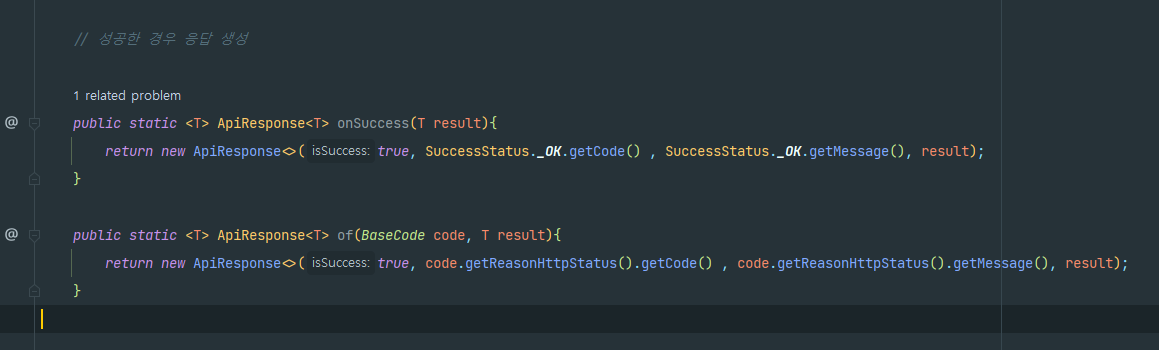 // 성공한 경우 응답 생성
1 related problem
@ public static <T> ApiResponse<T> onSuccess(T result){
return new ApiResponse<>( isSuccess: true, SuccessStatus._OK.getCode() , SuccessStatus._OK.getMessage(), result);
}
@ public static <T> ApiResponse<T> of(BaseCode code, T result){
return new ApiResponse<>( isSuccess: true, code.getReasonHttpStatus().getCode() , code.getReasonHttpStatus().getMessage(), result);
}